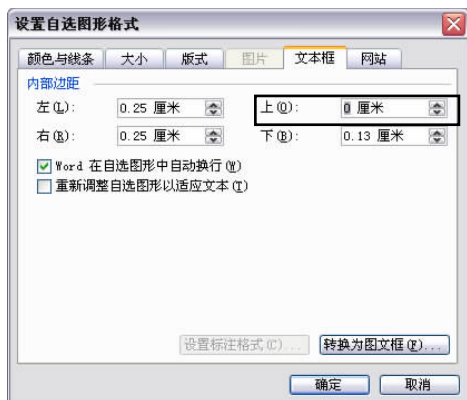 设置自选图形格式
颜色与线条 大小 版式 图片 文本框 网站
内部边距
左(L): 0.25 厘米 上(O): 0 厘米
右(R): 0.25 厘米 下(B): 0.13 厘米
Word 在自选图形中自动换行(W)
重新调整自选图形以适应文本(T)
设置标注格式(C)... 转换为图文框(F)...
确定 取消